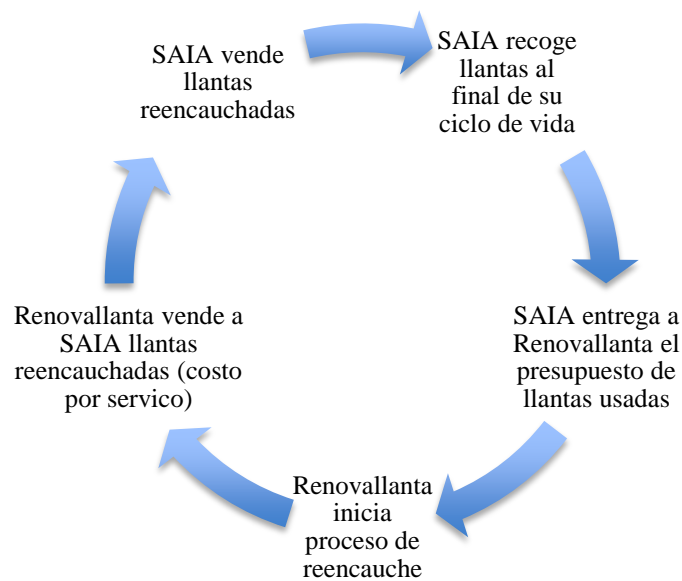 SAIA vende
llantas
reencauchadas
SAIA recoge
llantas al
final de su
ciclo de vida
SAIA entrega a
Renovallanta el
presupuesto de
llantas usadas
Renovallanta
inicia
proceso de
reencauche
Renovallanta vende a
SAIA llantas
reencauchadas (costo
por servico)